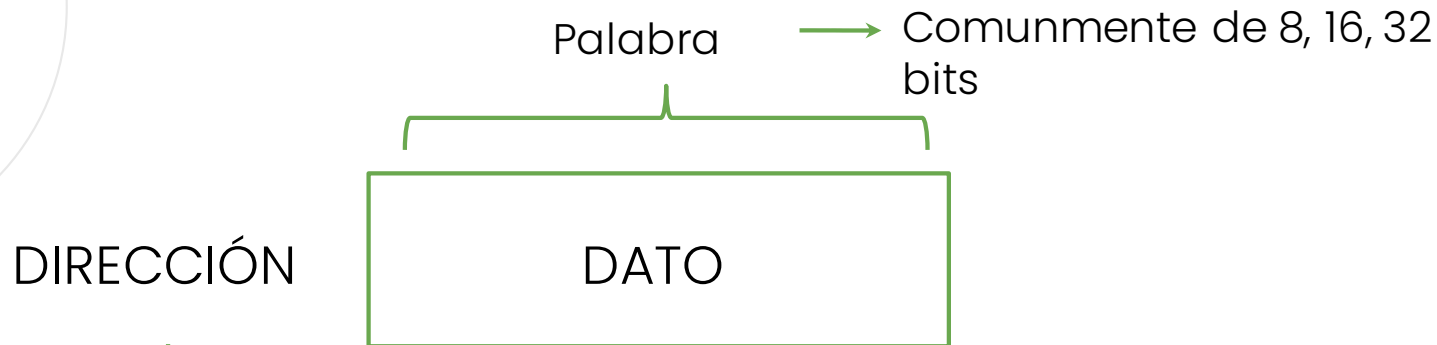 Palabra
Comunmente de 8, 16, 32
bits
DIRECCIÓN
DATO